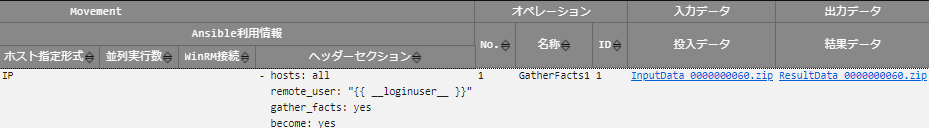 Movement オペレーション 入力データ 出力データ
Ansible利用情報
No. 名称 ID 投入データ 結果データ
ホスト指定形式 並列実行数 WinRM接続 ヘッダーセクション
IP - hosts: all 1 GatherFacts1 1 InputData_0000000060.zip ResultData_0000000060.zip
remote_user: "{{ __loginuser__ }}"
gather_facts: yes
become: yes